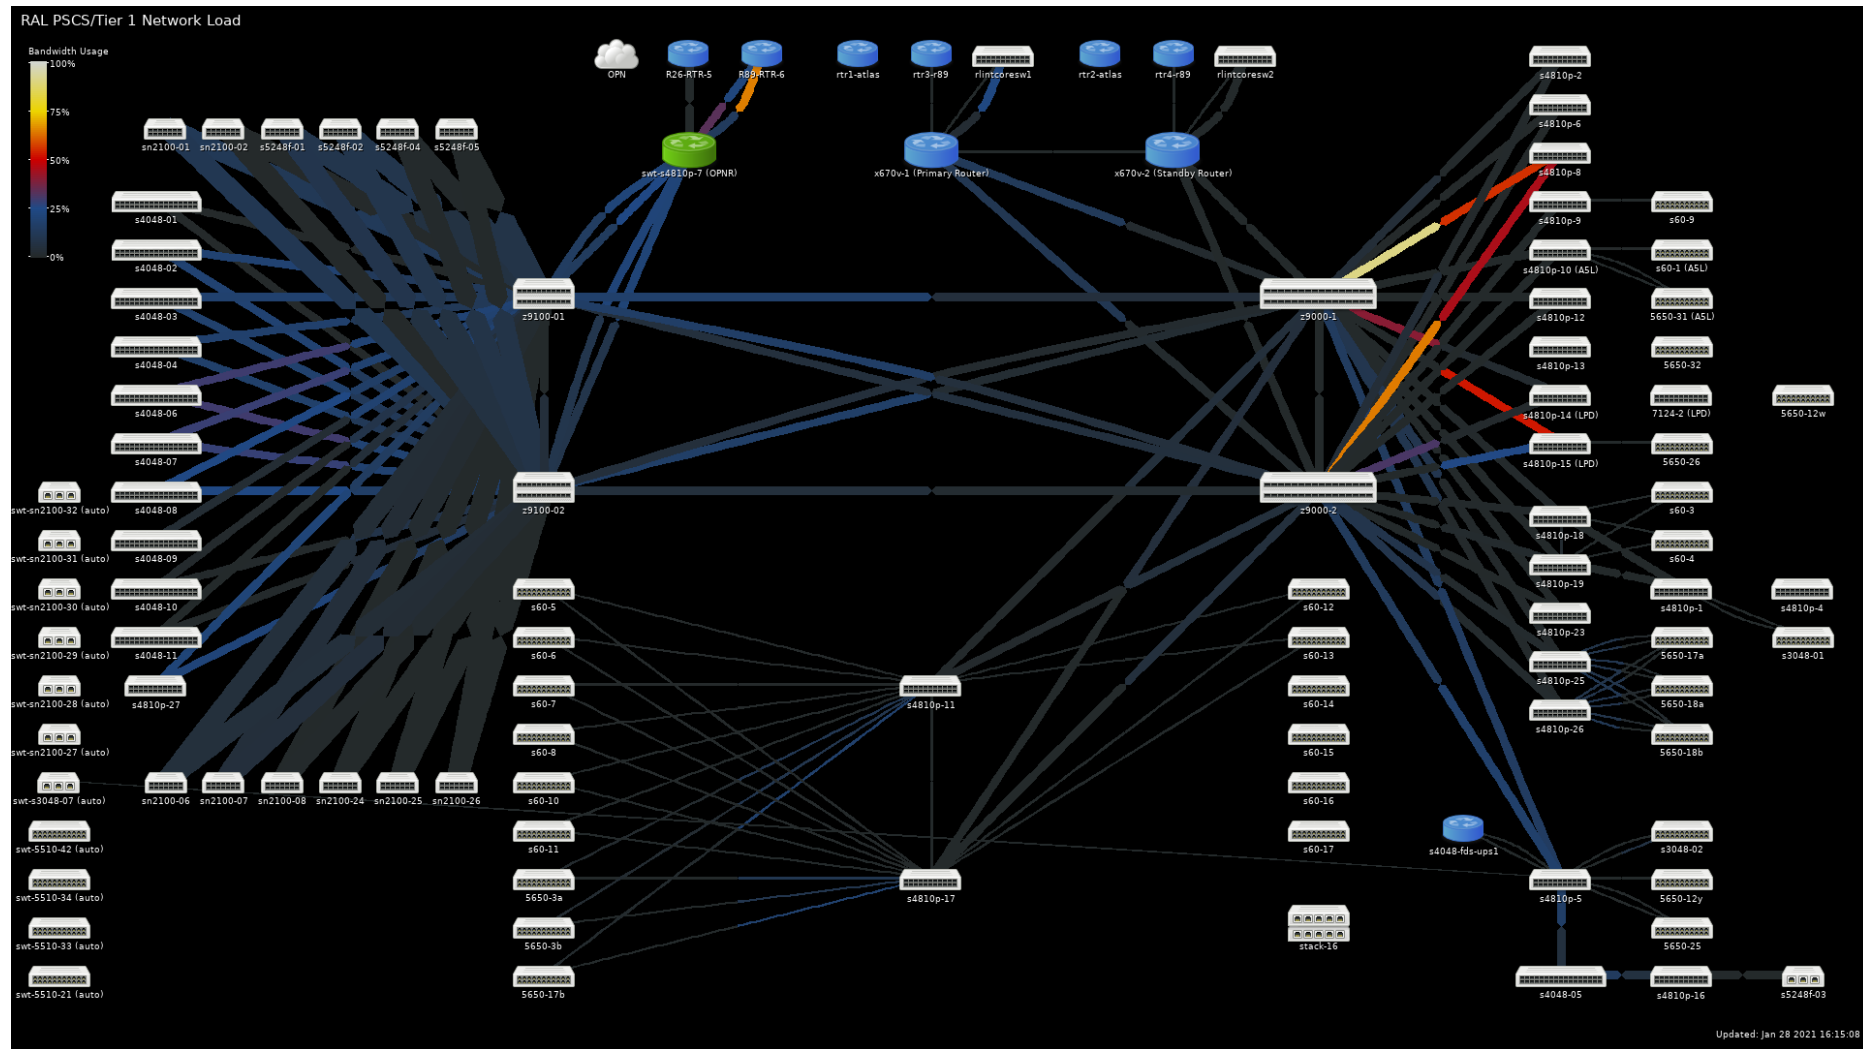 RAL PSCS/Tier 1 Network Load
Bandwidth Usage
100%
75%
50%
25%
0%
OPN
R26-RTR-5
R89-RTR-6
rtr1-atlas
rtr3-r89
rlintcoresw1
rtr2-atlas
rtr4-r89
rlintcoresw2
s4810p-2
s4810p-6
sn2100-01
sn2100-02
s5248f-01
s5248f-02
s5248f-04
s5248f-05
swt-s4810p-7 (OPNR)
x670v-1 (Primary Router)
x670v-2 (Standby Router)
s4810p-8
s4048-01
s4810p-9
s60-9
s4048-02
s4810p-10 (A5L)
s60-1 (A5L)
s4048-03
z9100-01
z9000-1
s4810p-12
5650-31 (A5L)
s4048-04
s4810p-13
5650-32
s4048-06
s4810p-14 (LPD)
7124-2 (LPD)
5650-12w
s4048-07
s4810p-15 (LPD)
5650-26
swt-sn2100-32 (auto)
s4048-08
z9100-02
z9000-2
s60-3
s4810p-18
swt-sn2100-31 (auto)
s4048-09
s60-4
s4810p-19
swt-sn2100-30 (auto)
s4048-10
s60-5
s60-12
s4810p-1
s4810p-4
s4810p-23
swt-sn2100-29 (auto)
s4048-11
s60-6
s60-13
5650-17a
s3048-01
s4810p-25
swt-sn2100-28 (auto)
s4810p-27
s60-7
s4810p-11
s60-14
5650-18a
s4810p-26
swt-sn2100-27 (auto)
s60-8
s60-15
5650-18b
swt-s3048-07 (auto)
sn2100-06
sn2100-07
sn2100-08
sn2100-24
sn2100-25
sn2100-26
s60-10
s60-16
swt-5510-42 (auto)
s60-11
s60-17
s4048-fds-ups1
s3048-02
swt-5510-34 (auto)
5650-3a
s4810p-17
s4810p-5
5650-12y
swt-5510-33 (auto)
5650-3b
stack-16
5650-25
swt-5510-21 (auto)
5650-17b
s4048-05
s4810p-16
s5248f-03
Updated: Jan 28 2021 16:15:08